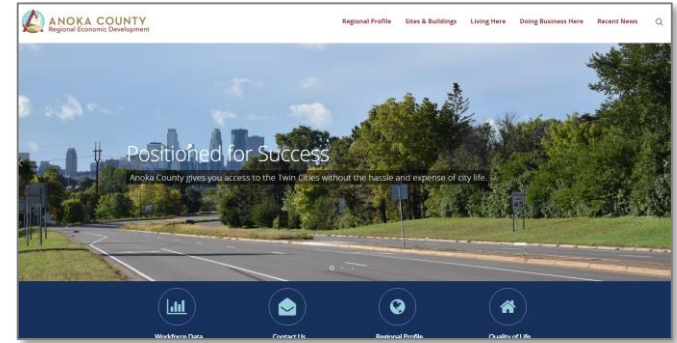 ANOKA COUNTY
Regional Economic Development
Regional Profile Sites & Buildings Living Here Doing Business Here Recent News
Positioned for Success
Anoka County gives you access to the Twin Cities without the hassle and expense of city life.
Workforce Data Contact Us Regional Profile Quality of Life